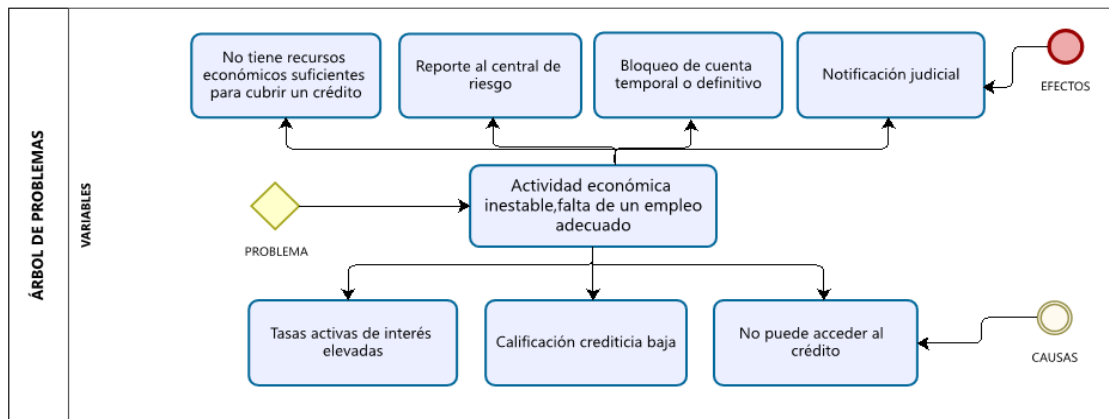 ÁRBOL DE PROBLEMAS
VARIABLES
No tiene recursos
económicos suficientes
para cubrir un crédito
Reporte al central de
riesgo
Bloqueo de cuenta
temporal o definitivo
Notificación judicial
EFECTOS
Actividad económica
inestable,falta de un empleo
adecuado
PROBLEMA
Tasas activas de interés
elevadas
Calificación crediticia baja
No puede acceder al
crédito
CAUSAS